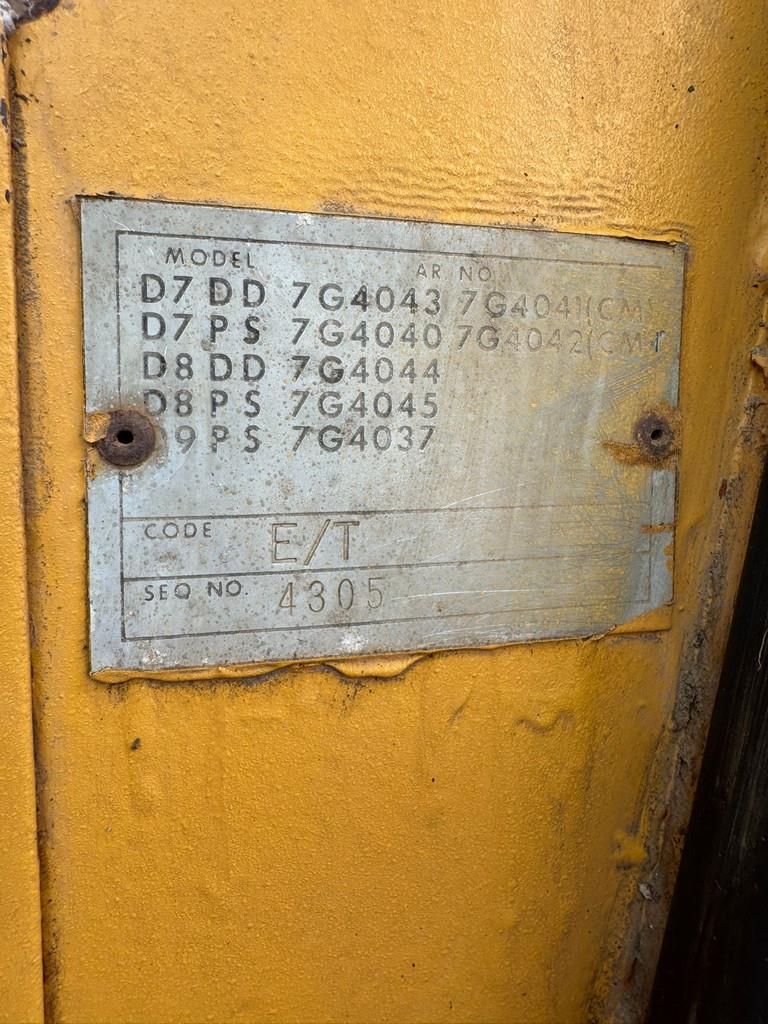 MODEL AR NO.
D7 DD 7G4043 7G4041(CM)
D7 PS 7G4040 7G4042(CM)
D8 DD 7G4044
D8 PS 7G4045
9 PS 7G4037
CODE E/T
SEQ NO. 4305